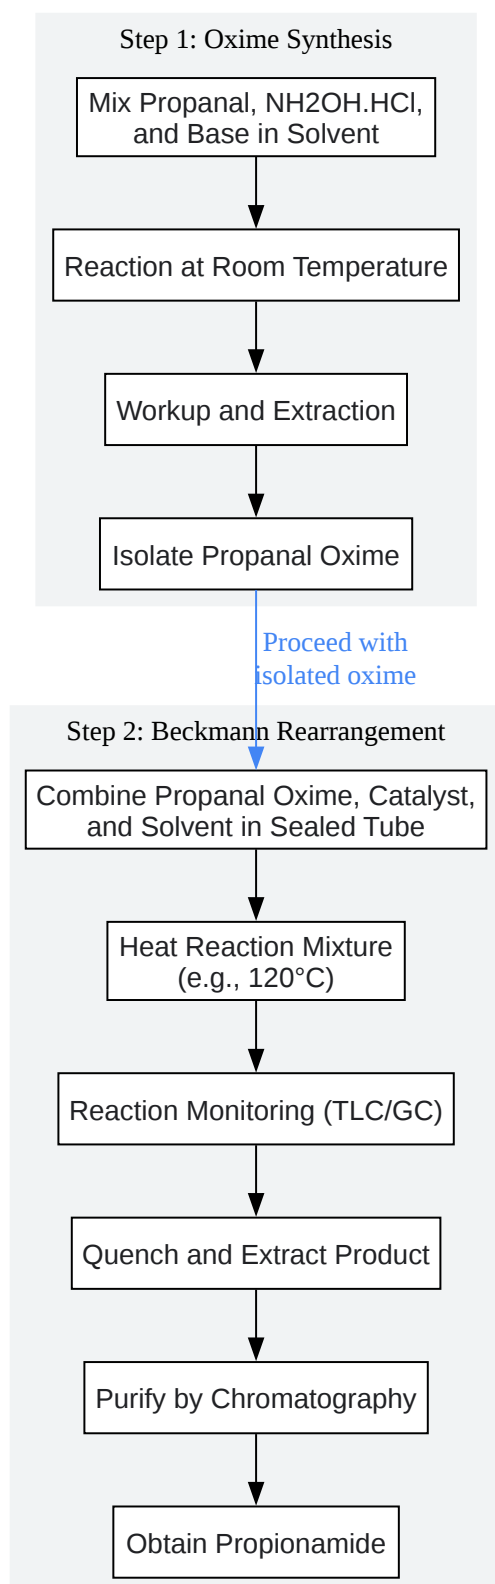 Step 1: Oxime Synthesis
Mix Propanal, NH2OH.HCl,
and Base in Solvent
Reaction at Room Temperature
Workup and Extraction
Isolate Propanal Oxime
Proceed with
isolated oxime
Step 2: Beckmann Rearrangement
Combine Propanal Oxime, Catalyst,
and Solvent in Sealed Tube
Heat Reaction Mixture
(e.g., 120°C)
Reaction Monitoring (TLC/GC)
Quench and Extract Product
Purify by Chromatography
Obtain Propionamide